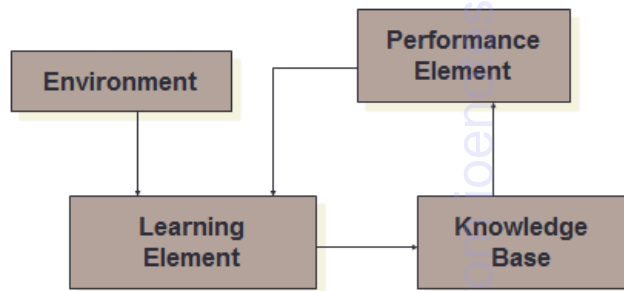 Performance
Element
Environment
Learning
Element
Knowledge
Base